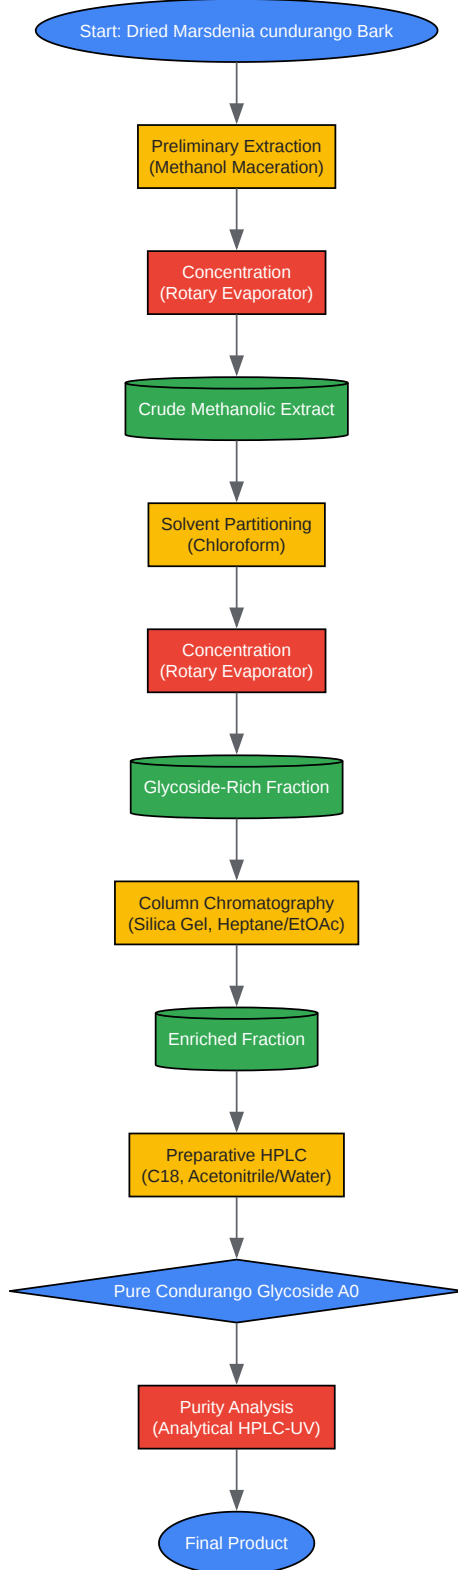 Start: Dried Marsdenia cundurango Bark
Preliminary Extraction
(Methanol Maceration)
Concentration
(Rotary Evaporator)
Crude Methanolic Extract
Solvent Partitioning
(Chloroform)
Concentration
(Rotary Evaporator)
Glycoside-Rich Fraction
Column Chromatography
(Silica Gel, Heptane/EtOAc)
Enriched Fraction
Preparative HPLC
(C18, Acetonitrile/Water)
Pure Condurango Glycoside A0
Purity Analysis
(Analytical HPLC-UV)
Final Product